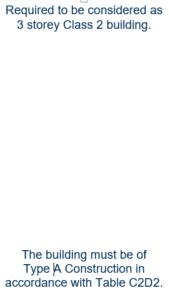 Required to be considered as
3 storey Class 2 building.
The building must be of
Type A Construction in
accordance with Table C2D2.